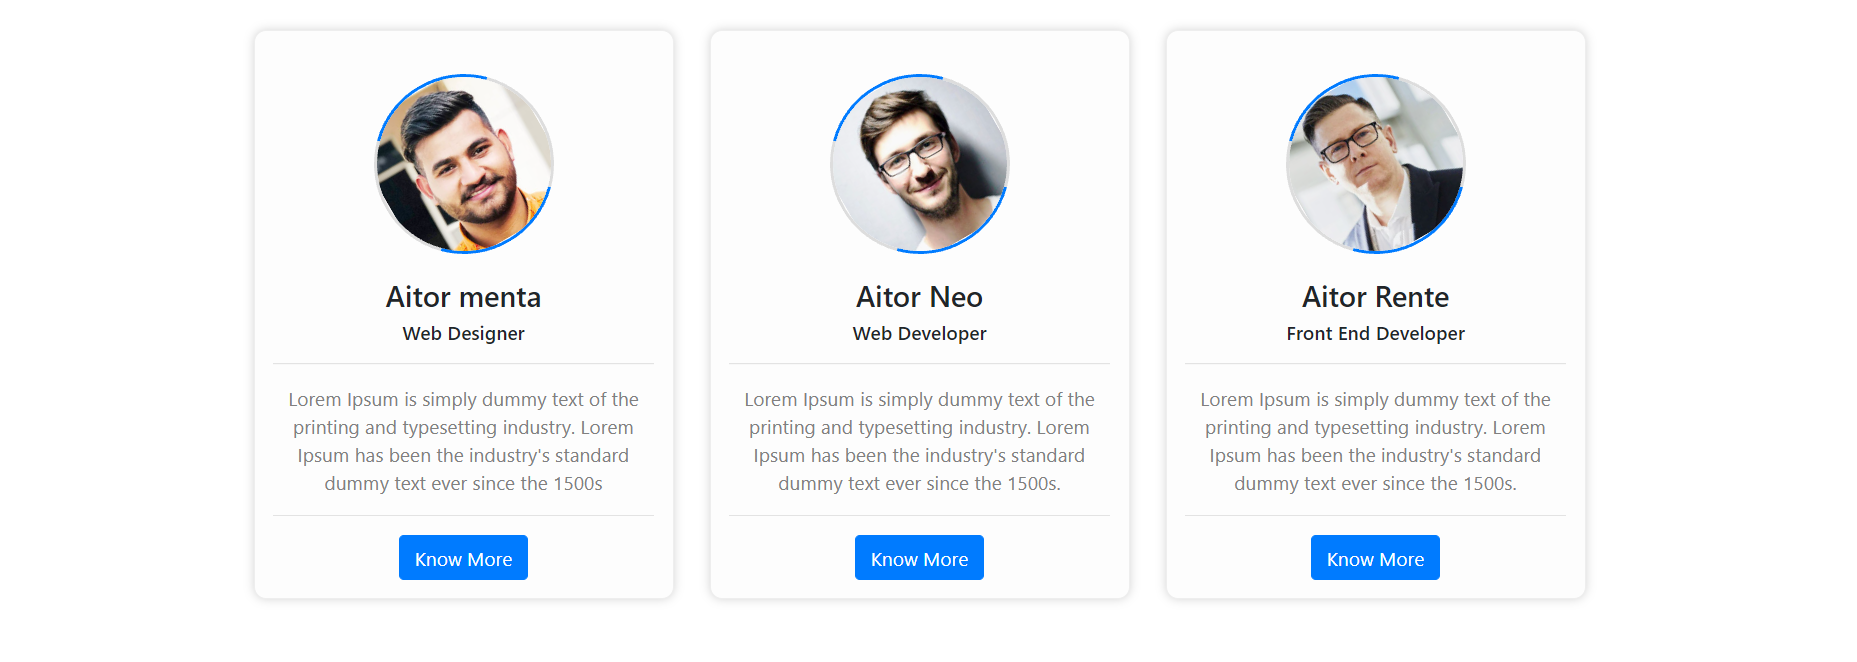 Aitor menta
Web Designer
Lorem Ipsum is simply dummy text of the
printing and typesetting industry. Lorem
Ipsum has been the industry's standard
dummy text ever since the 1500s
Know More
Aitor Neo
Web Developer
Lorem Ipsum is simply dummy text of the
printing and typesetting industry. Lorem
Ipsum has been the industry's standard
dummy text ever since the 1500s.
Know More
Aitor Rente
Front End Developer
Lorem Ipsum is simply dummy text of the
printing and typesetting industry. Lorem
Ipsum has been the industry's standard
dummy text ever since the 1500s.
Know More